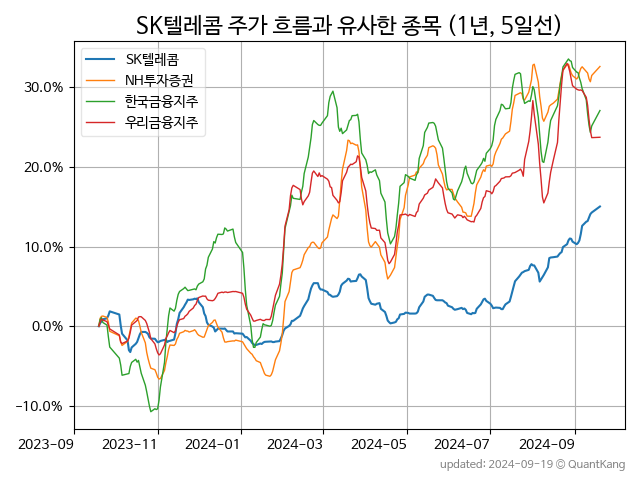 SK텔레콤 주가 흐름과 유사한 종목 (1년, 5일선)
SK텔레콤
NH투자증권
한국금융지주
우리금융지주
30.0%
20.0%
10.0%
0.0%
−10.0%
2023-09 2023-11 2024-01 2024-03 2024-05 2024-07 2024-09
updated: 2024-09-19 © QuantKang